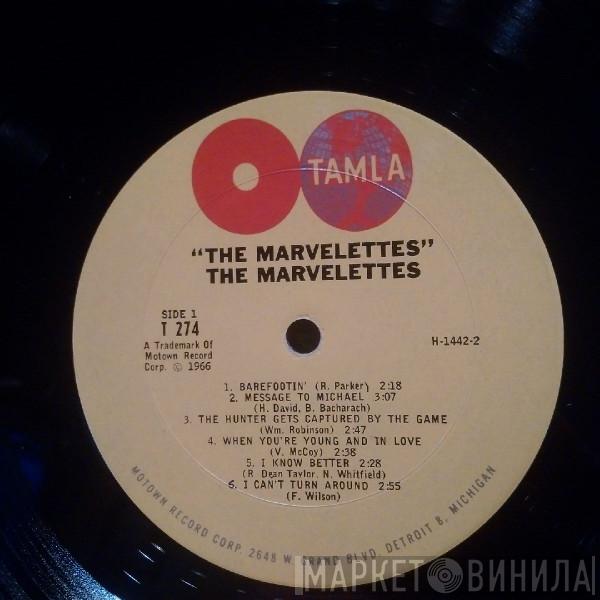 TAMLA
"THE MARVELETTES"
THE MARVELETTES
SIDE 1
T 274
A Trademark Of
Motown Record
Corp. © 1966
H-1442-2
1. BAREFOOTIN' (R. Parker) 2:18
2. MESSAGE TO MICHAEL 3:07
(H. David, B. Bacharach)
3. THE HUNTER GETS CAPTURED BY THE GAME
(Wm. Robinson) 2:47
4. WHEN YOU'RE YOUNG AND IN LOVE
(V. McCoy) 2:38
5. I KNOW BETTER 2:28
(R. Dean Taylor, N. Whitfield)
6. I CAN'T TURN AROUND 2:55
(F. Wilson)
MOTOWN RECORD CORP. 2648 W. GRAND BLVD. DETROIT 8, MICHIGAN
МАРКЕТ ВИНИЛА